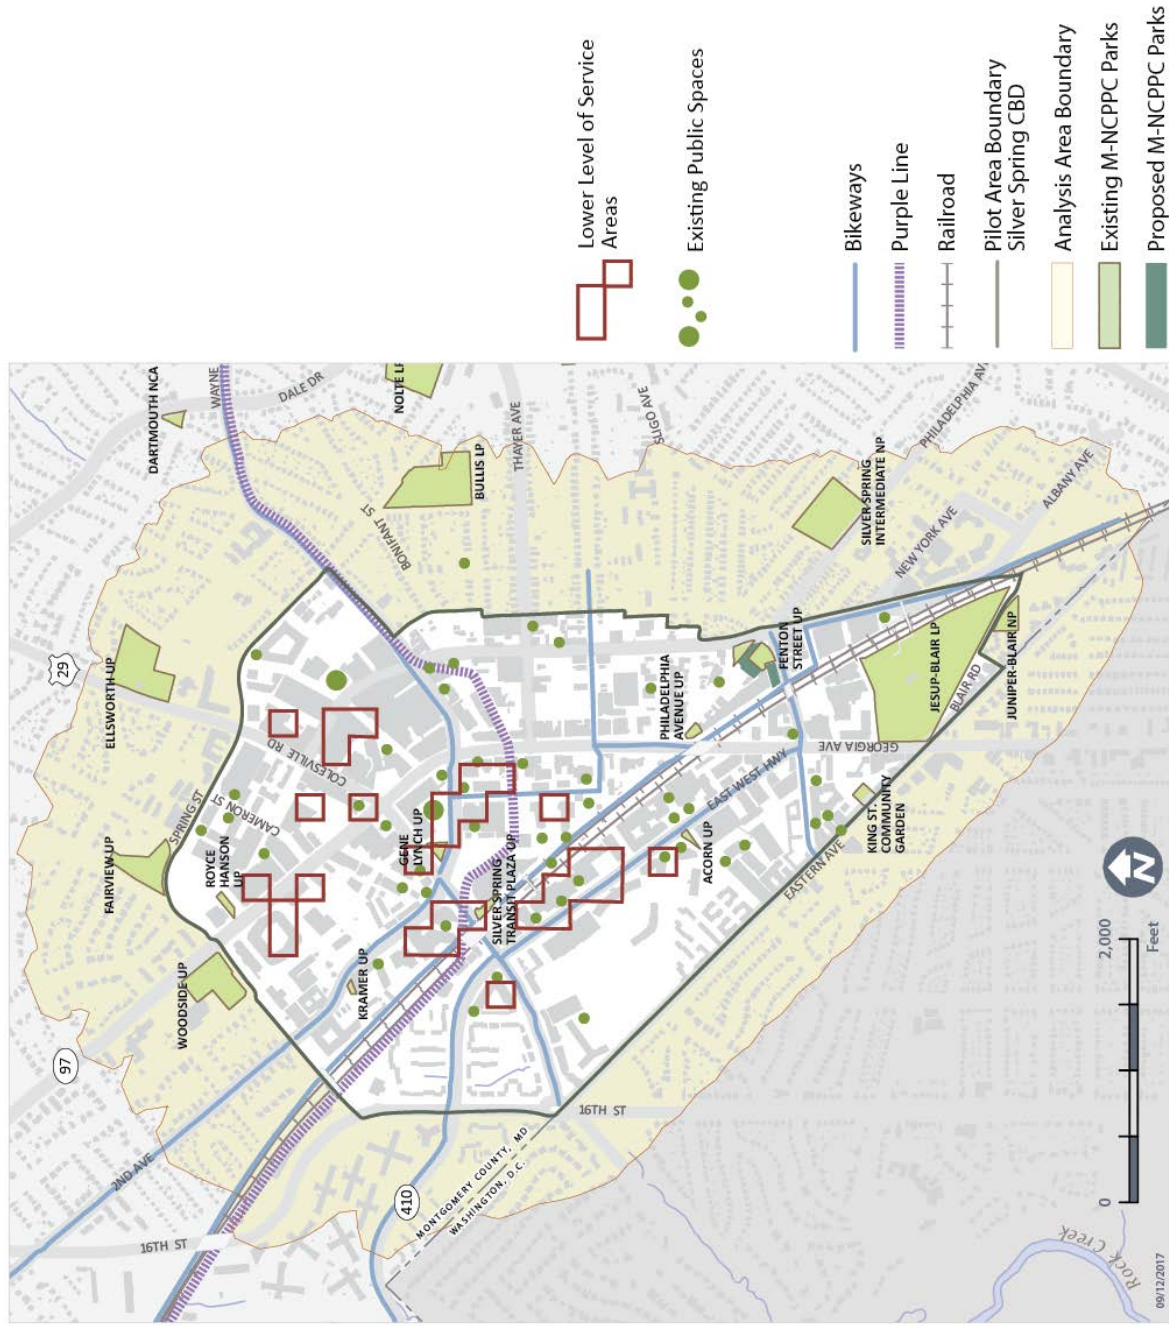 29
97
410
DARTMOUTH NCA
WAYNE
DALE DR
NOLTE LP
ELLSWORTH UP
BONIFANT ST
BULLIS LP
THAYER AVE
SLIGO AVE
PHILADELPHIA AV
SILVER SPRING
INTERMEDIATE NP
NEW YORK AVE
ALBANY AVE
FAIRVIEW UP
SPRING ST
CAMERON ST
COLESVILLE RD
ROYCE
HANSON
UP
WOODSIDE UP
KRAMER UP
GENE
LYNCH UP
SILVER SPRING
TRANSIT PLAZA UP
PHILADELPHIA
AVENUE UP
FENTON
STREET UP
EAST WEST HWY
GEORGIA AVE
JESUP-BLAIR LP
BLAIR RD
JUNIPER-BLAIR NP
ACORN UP
KING ST.
COMMUNITY
GARDEN
EASTERN AVE
2ND AVE
16TH ST
16TH ST
MONTGOMERY COUNTY, MD
WASHINGTON, D.C.
Rock Creek
09/12/2017
0
2,000
Feet
N
Lower Level of Service
Areas
Existing Public Spaces
Bikeways
Purple Line
Railroad
Pilot Area Boundary
Silver Spring CBD
Analysis Area Boundary
Existing M-NCPPC Parks
Proposed M-NCPPC Parks